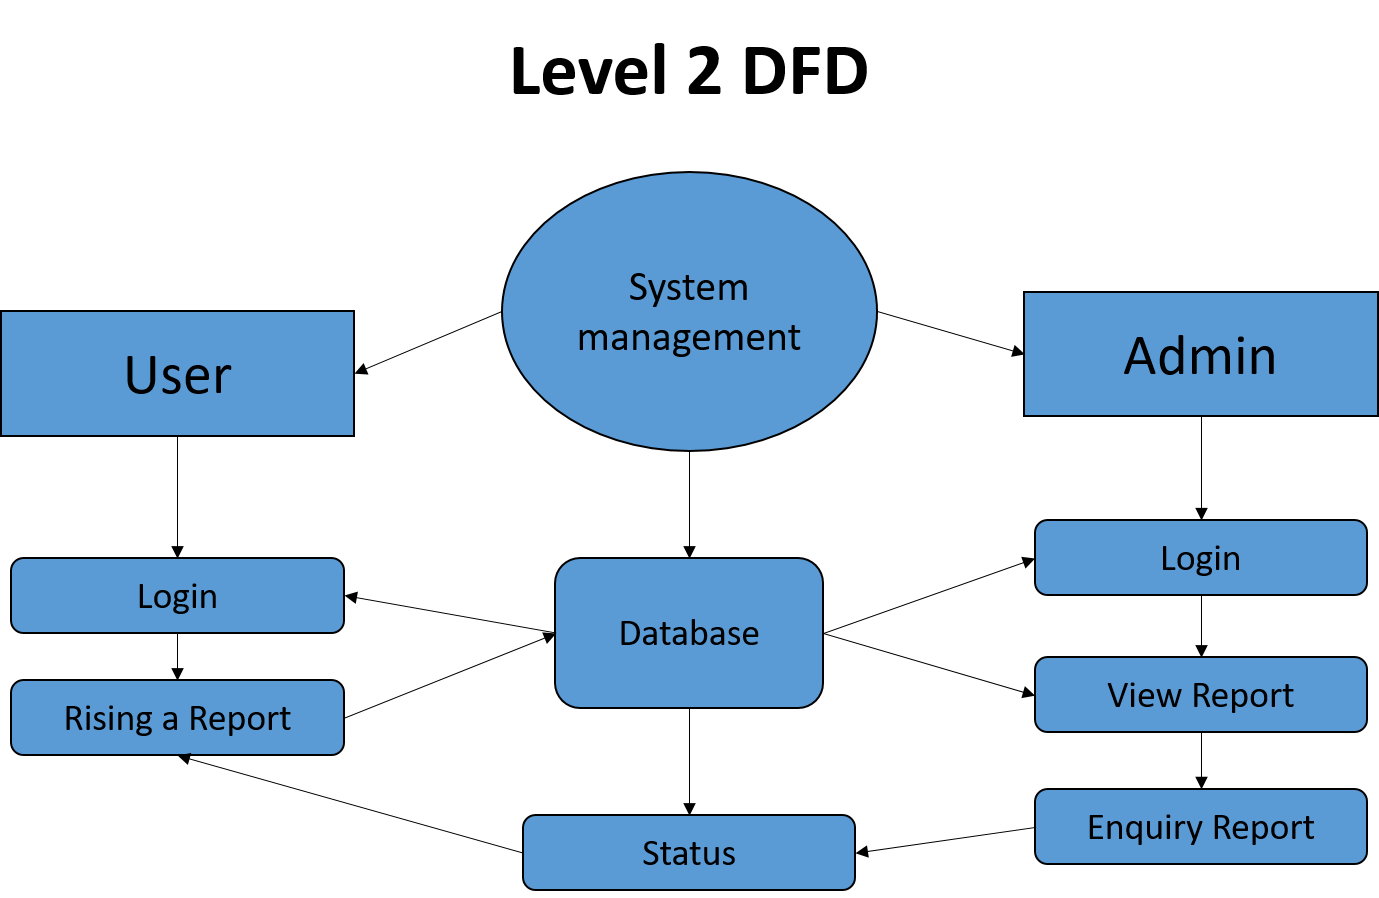 Level 2 DFD
System
management
User
Admin
Login
Database
Login
Rising a Report
View Report
Enquiry Report
Status